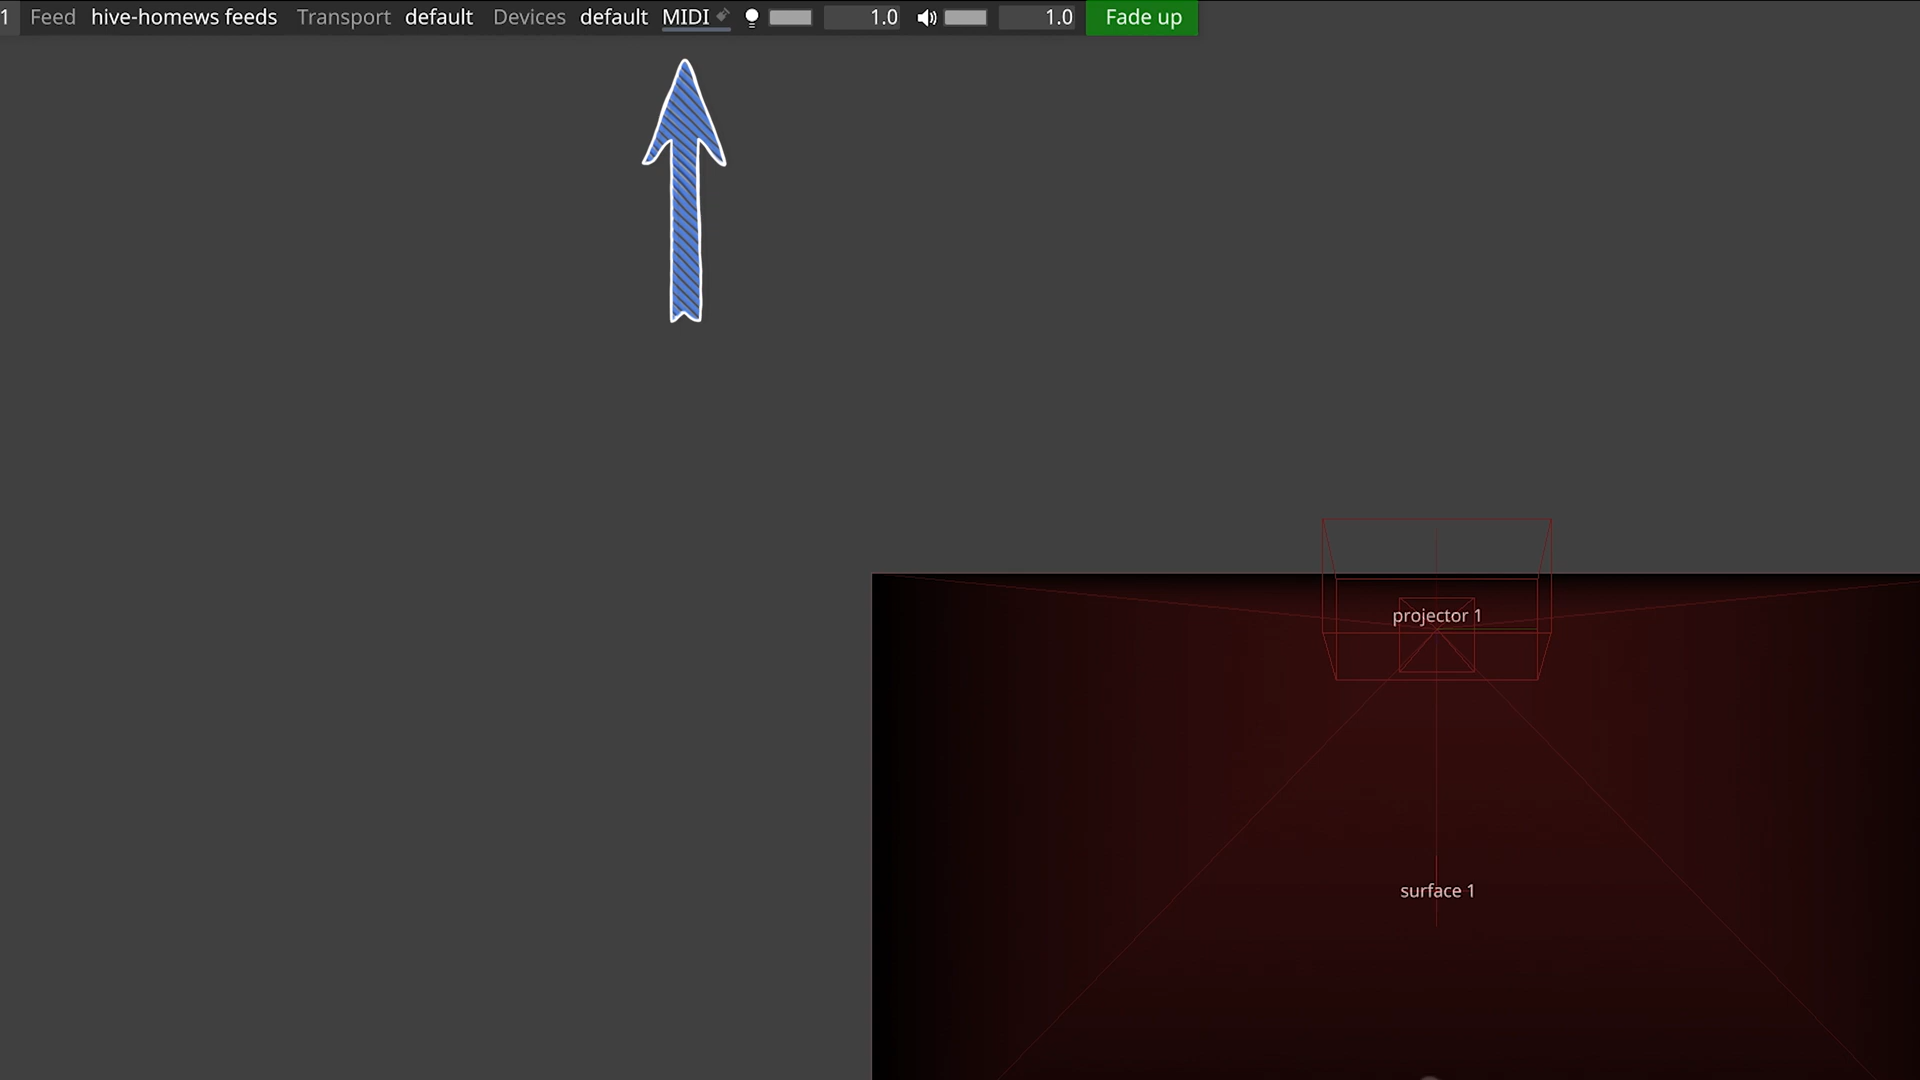 1 Feed hive-homews feeds Transport default Devices default MIDI 1.0 1.0 Fade up
projector 1
surface 1